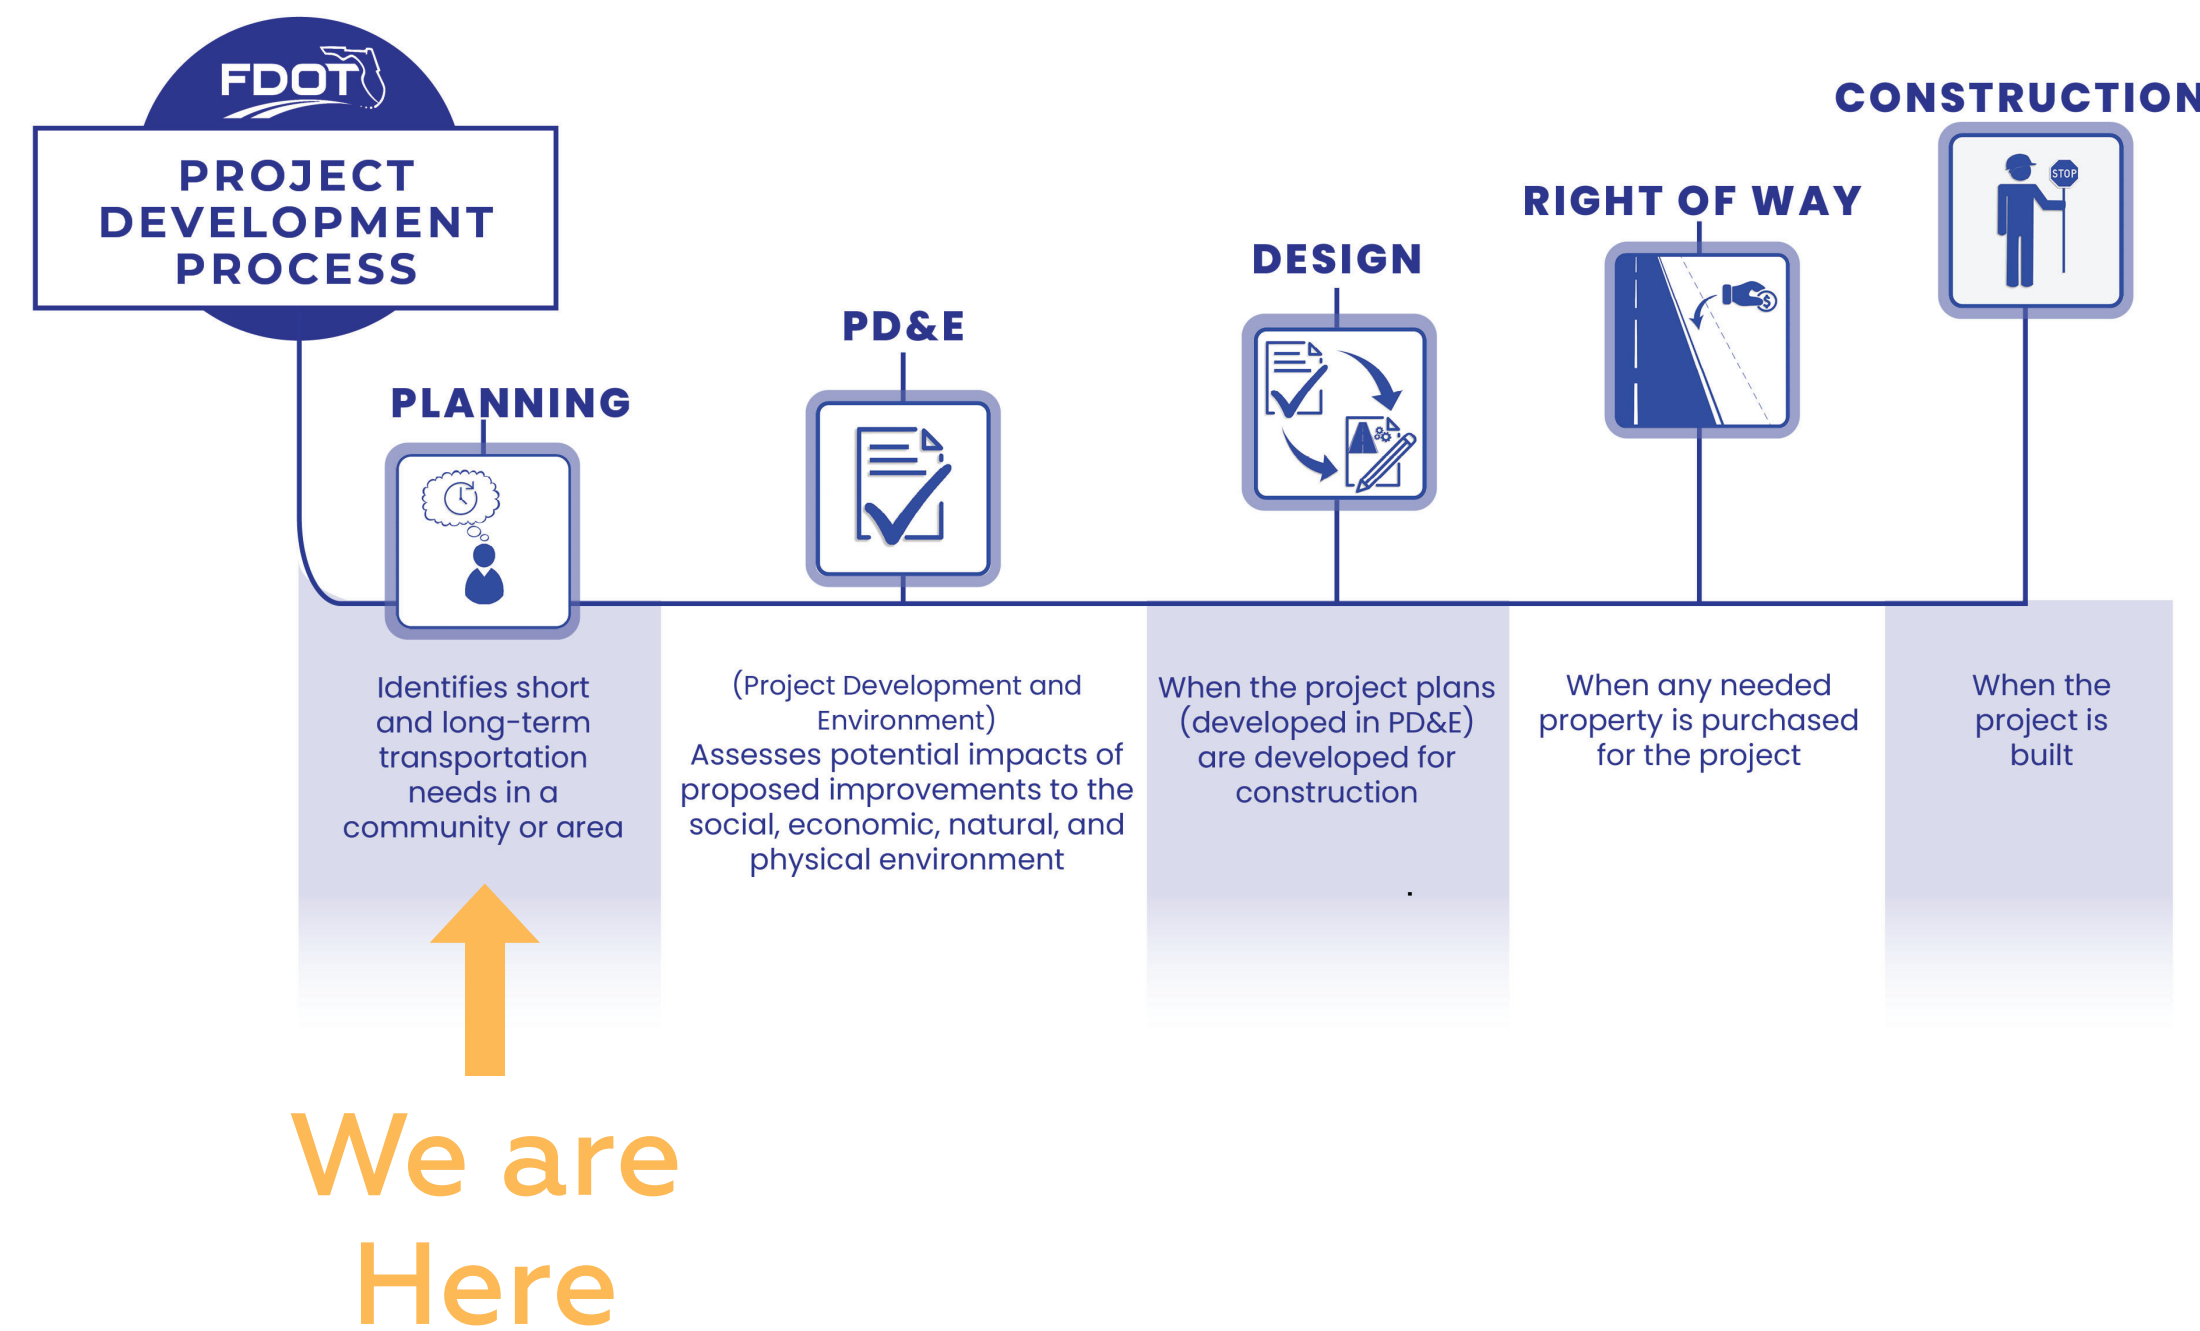 FDOT
PROJECT
DEVELOPMENT
PROCESS
PLANNING
Identifies short
and long-term
transportation
needs in a
community or area
PD&E
(Project Development and
Environment)
Assesses potential impacts of
proposed improvements to the
social, economic, natural, and
physical environment
DESIGN
When the project plans
(developed in PD&E)
are developed for
construction
.
RIGHT OF WAY
$
When any needed
property is purchased
for the project
CONSTRUCTION
STOP
When the
project is
built
We are
Here